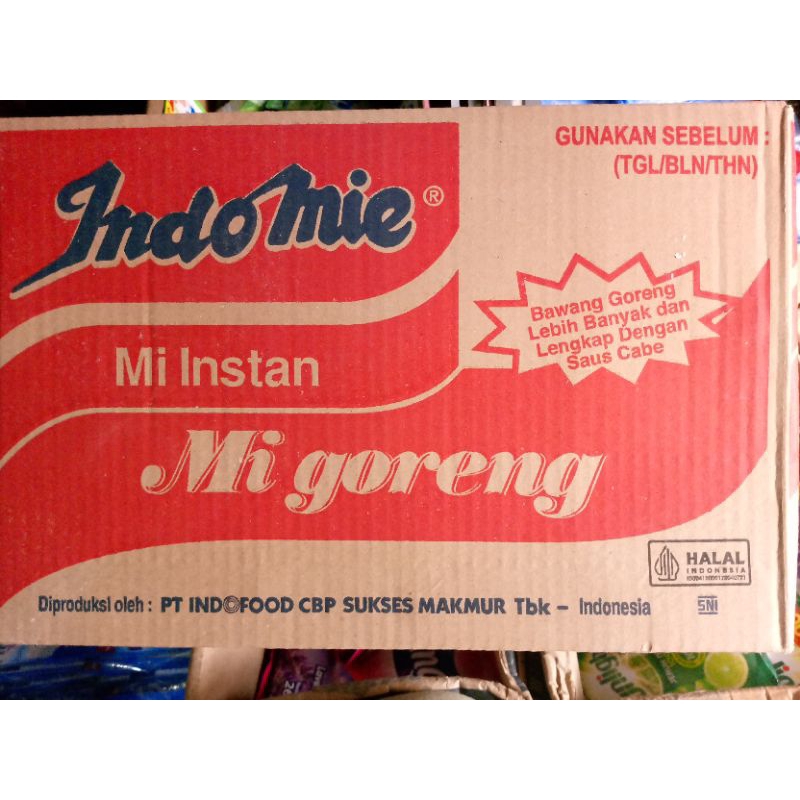 Indomie®
GUNAKAN SEBELUM :
(TGL/BLN/THN)
Bawang Goreng
Lebih Banyak dan
Lengkap Dengan
Saus Cabe
Mi Instan
Mi goreng
HALAL
INDONESIA
Diproduksi oleh : PT INDOFOOD CBP SUKSES MAKMUR Tbk – Indonesia
SNI